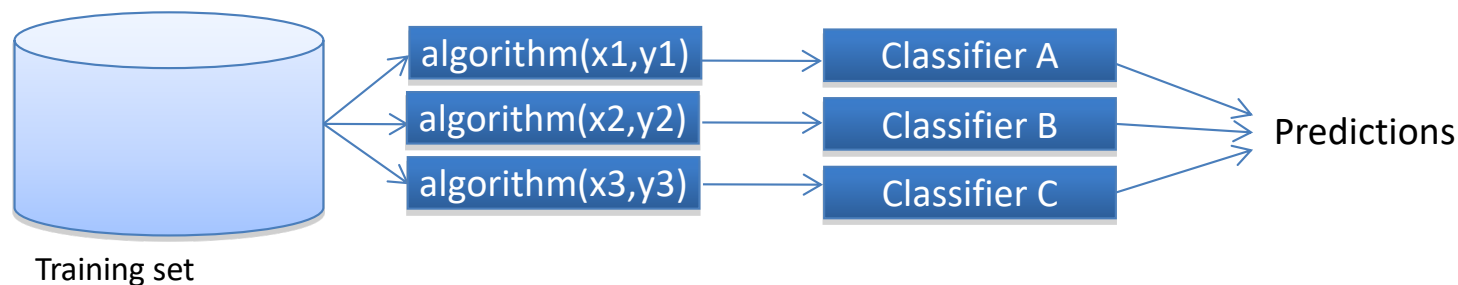 algorithm(x1,y1)
Classifier A
algorithm(x2,y2)
Classifier B
Predictions
algorithm(x3,y3)
Classifier C
Training set